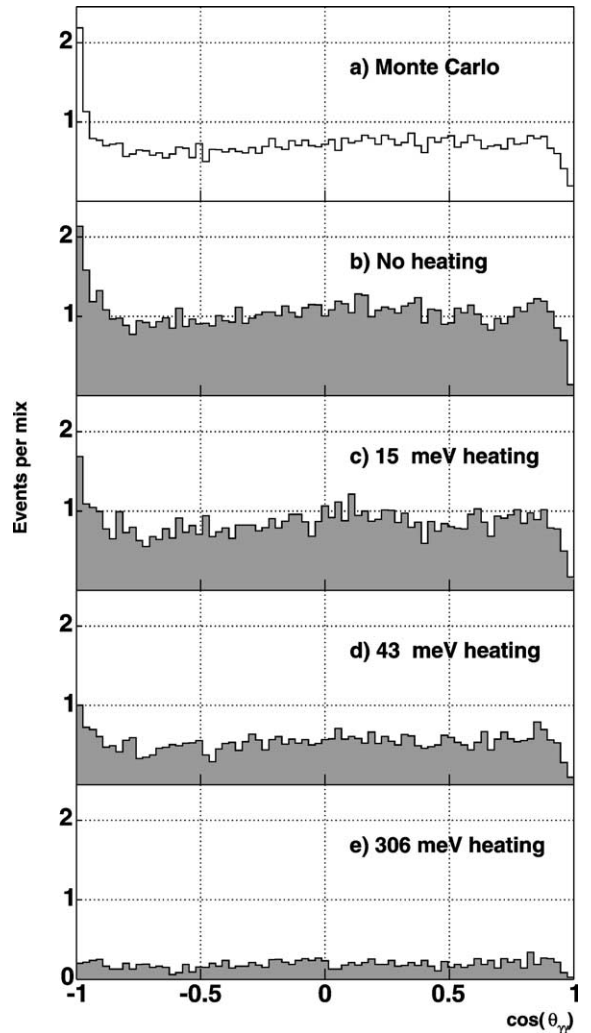 2
a) Monte Carlo
1
2
b) No heating
1
Events per mix
2
c) 15 meV heating
1
2
d) 43 meV heating
1
2
e) 306 meV heating
1
0
-1 -0.5 0 0.5 1
cos(θγγ)